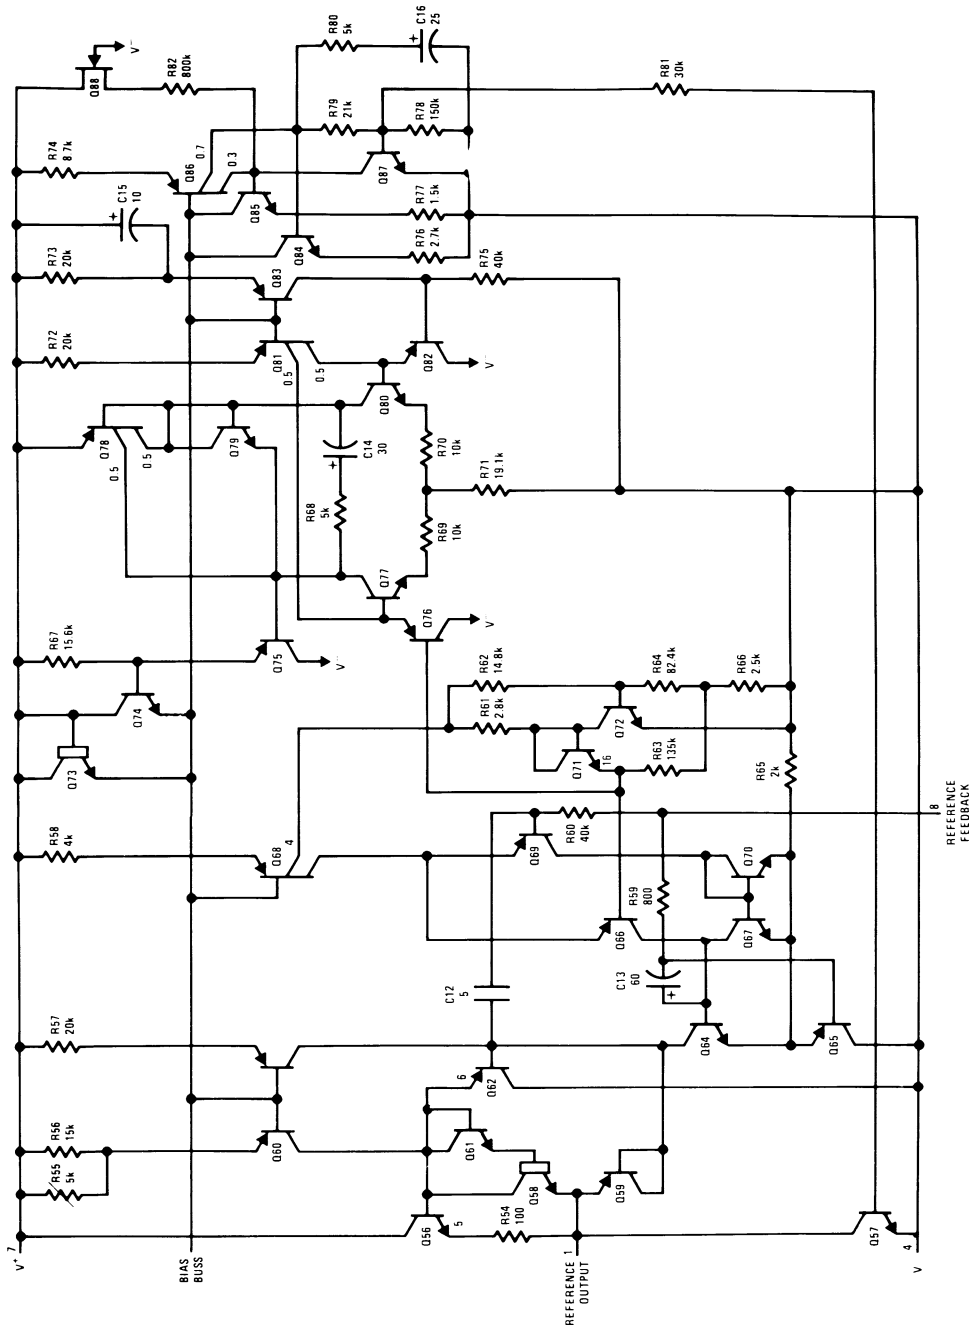 V+ 7
R55
5k
R56
15k
R57
20k
R58
4k
R67
15.6k
R72
20k
R73
20k
R74
8.7k
C15
10
Q88
V-
R82
800k
Q73
Q74
Q78
0.5
0.5
Q86
0.7
0.3
BIAS
BUSS
Q60
Q68
4
Q75
V-
Q79
Q81
0.5
0.5
Q83
Q85
Q84
R80
5k
C16
25
R79
21k
R78
150k
Q87
R68
5k
C14
30
Q80
Q82
V-
R76
2.7k
R77
1.5k
Q56
5
Q61
Q62
6
C12
5
Q77
Q76
V-
R69
10k
R70
10k
R71
19.1k
R75
40k
R54
100
Q58
Q59
Q69
R60
40k
R61
2.8k
R62
14.8k
Q71
16
Q72
REFERENCE
OUTPUT
1
Q66
R59
800
C13
60
R63
135k
R64
82.4k
R66
2.5k
R81
30k
Q64
Q65
Q67
Q70
R65
2k
Q57
V
4
8
REFERENCE
FEEDBACK